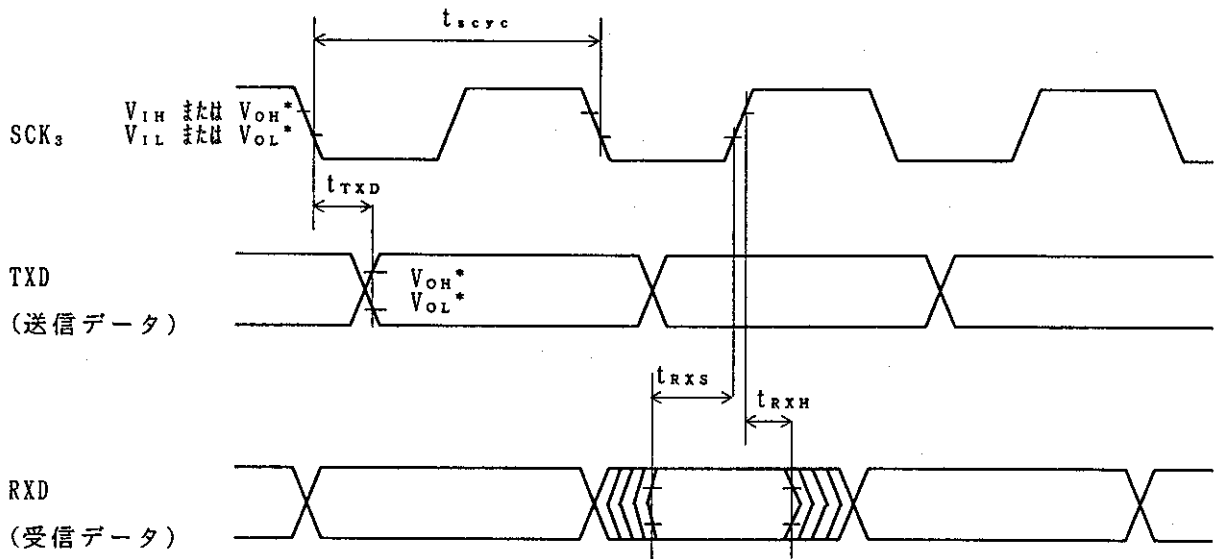 tscyc
VIH または VOH*
SCK3
VIL または VOL*
tTXD
TXD
VOH*
VOL*
(送信データ)
tRXS
tRXH
RXD
(受信データ)